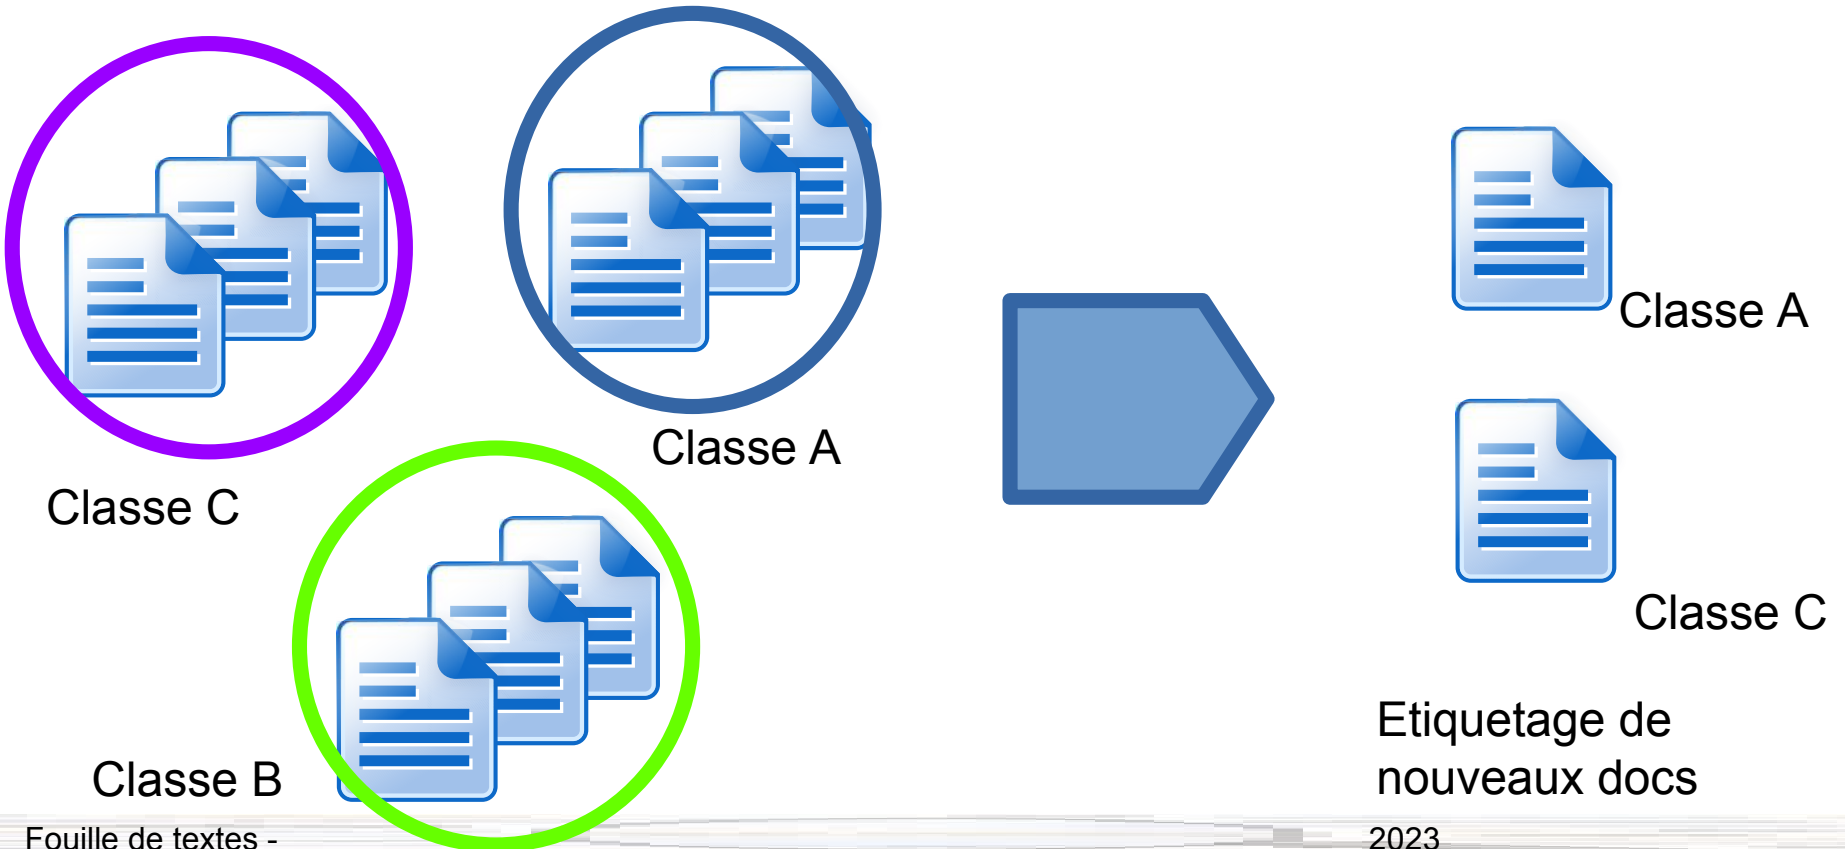 Classe A
Classe C
Classe B
Classe A
Classe C
Etiquetage de
nouveaux docs
Fouille de textes -
2023